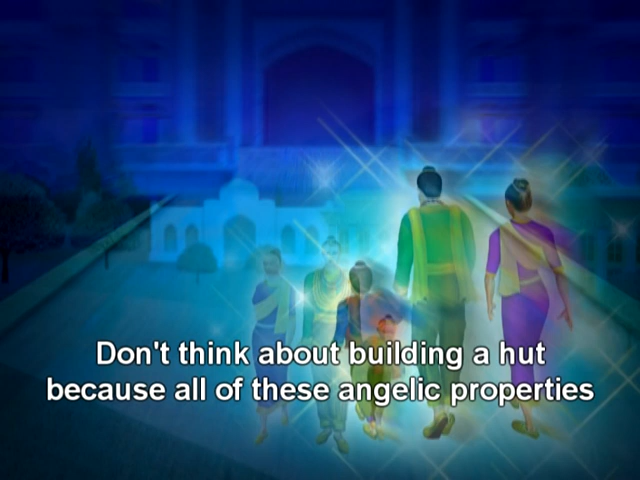 Don't think about building a hut
because all of these angelic properties